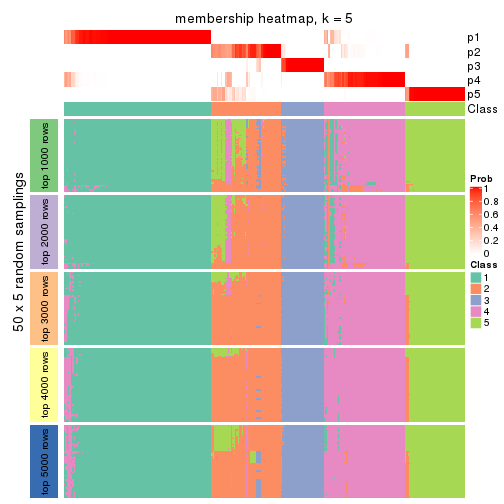 membership heatmap, k = 5
p1
p2
p3
p4
p5
Class
50 x 5 random samplings
top 1000 rows
top 2000 rows
top 3000 rows
top 4000 rows
top 5000 rows
Prob
1
0.8
0.6
0.4
0.2
0
Class
1
2
3
4
5